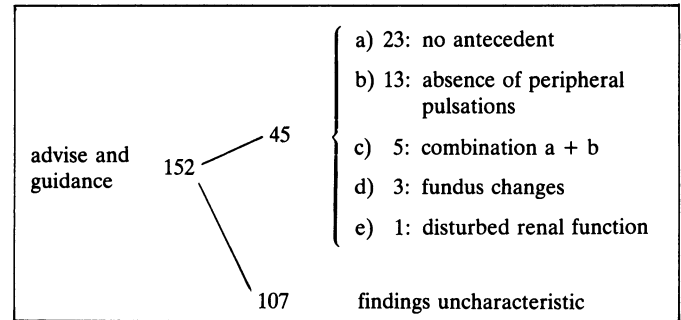 a) 23: no antecedent
b) 13: absence of peripheral
pulsations
45
advise and
guidance
152
c) 5: combination a + b
d) 3: fundus changes
e) 1: disturbed renal function
107 findings uncharacteristic